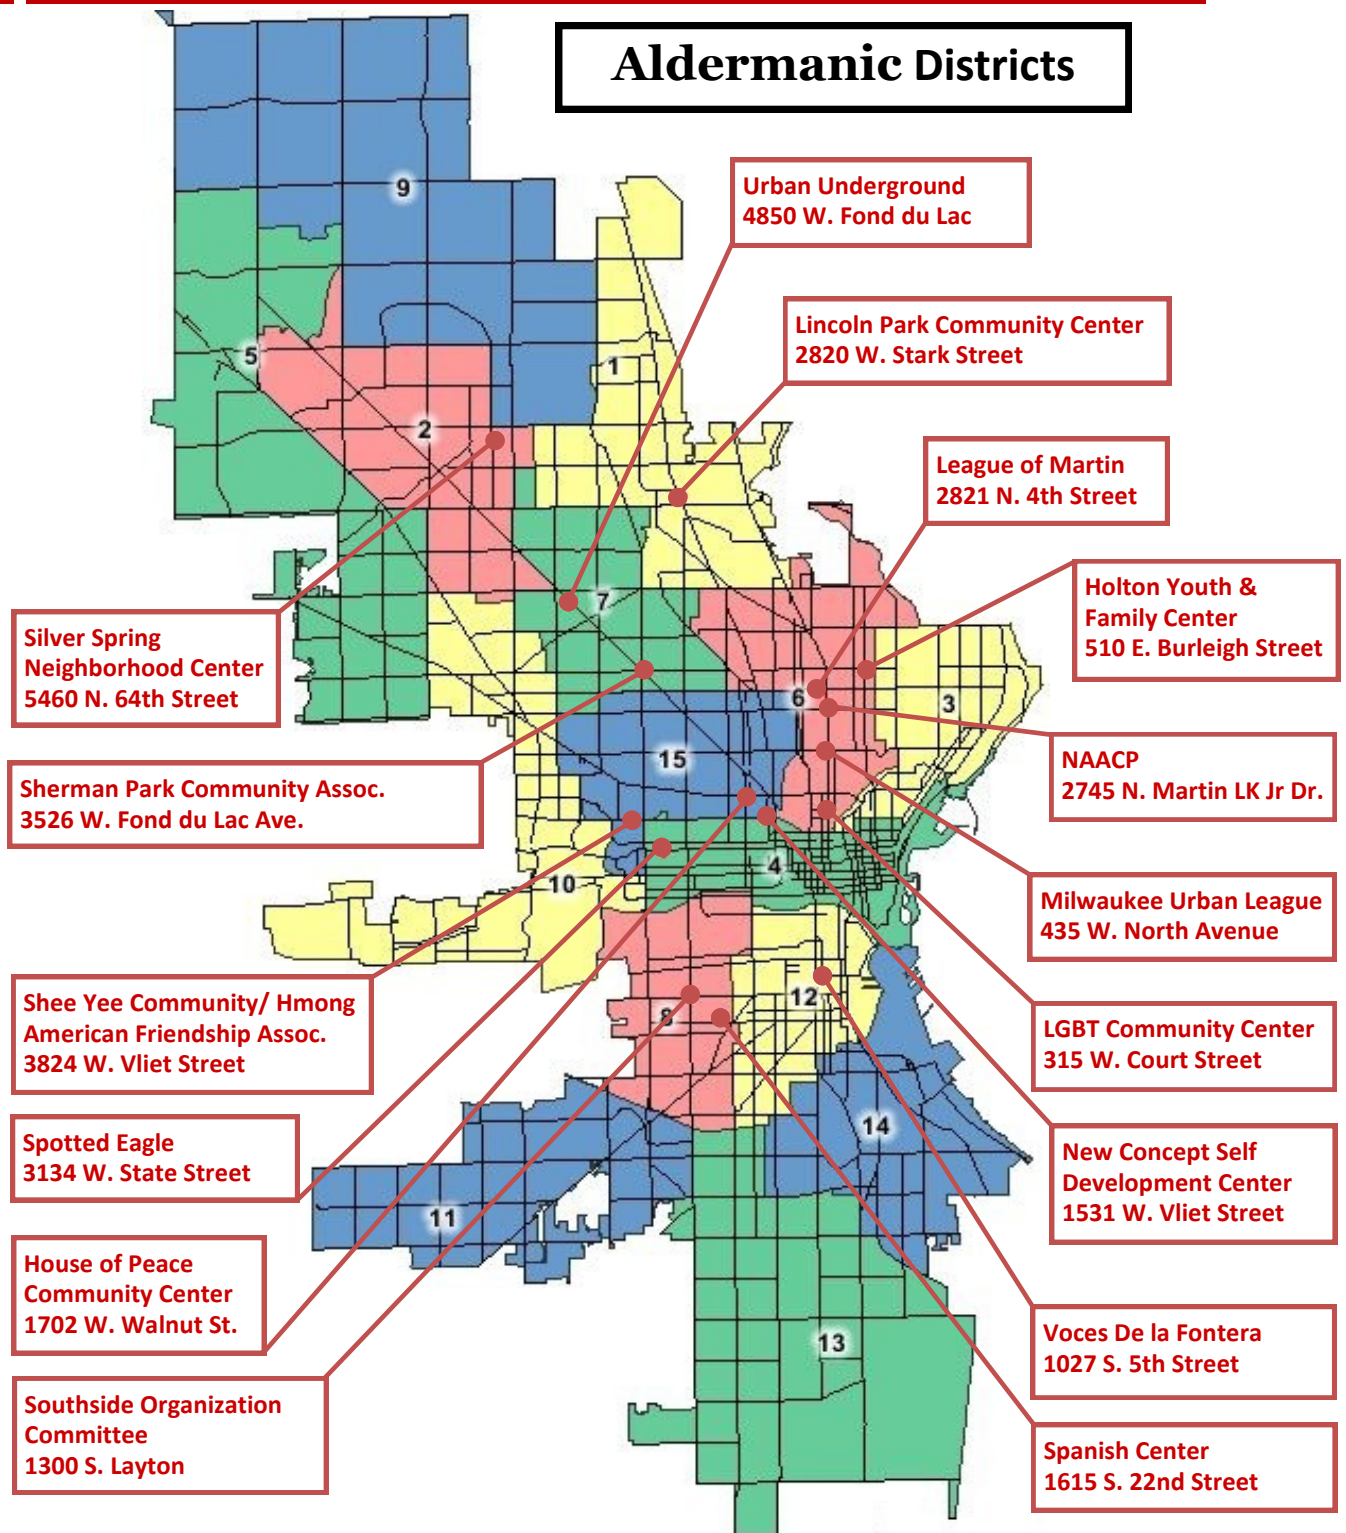 Aldermanic Districts
9
Urban Underground
4850 W. Fond du Lac
Lincoln Park Community Center
2820 W. Stark Street
5
1
2
League of Martin
2821 N. 4th Street
Holton Youth &
Family Center
510 E. Burleigh Street
7
Silver Spring
Neighborhood Center
5460 N. 64th Street
6
3
15
NAACP
2745 N. Martin LK Jr Dr.
Sherman Park Community Assoc.
3526 W. Fond du Lac Ave.
4
10
Milwaukee Urban League
435 W. North Avenue
Shee Yee Community/ Hmong
American Friendship Assoc.
3824 W. Vliet Street
12
8
LGBT Community Center
315 W. Court Street
Spotted Eagle
3134 W. State Street
14
New Concept Self
Development Center
1531 W. Vliet Street
11
House of Peace
Community Center
1702 W. Walnut St.
13
Voces De la Fontera
1027 S. 5th Street
Southside Organization
Committee
1300 S. Layton
Spanish Center
1615 S. 22nd Street